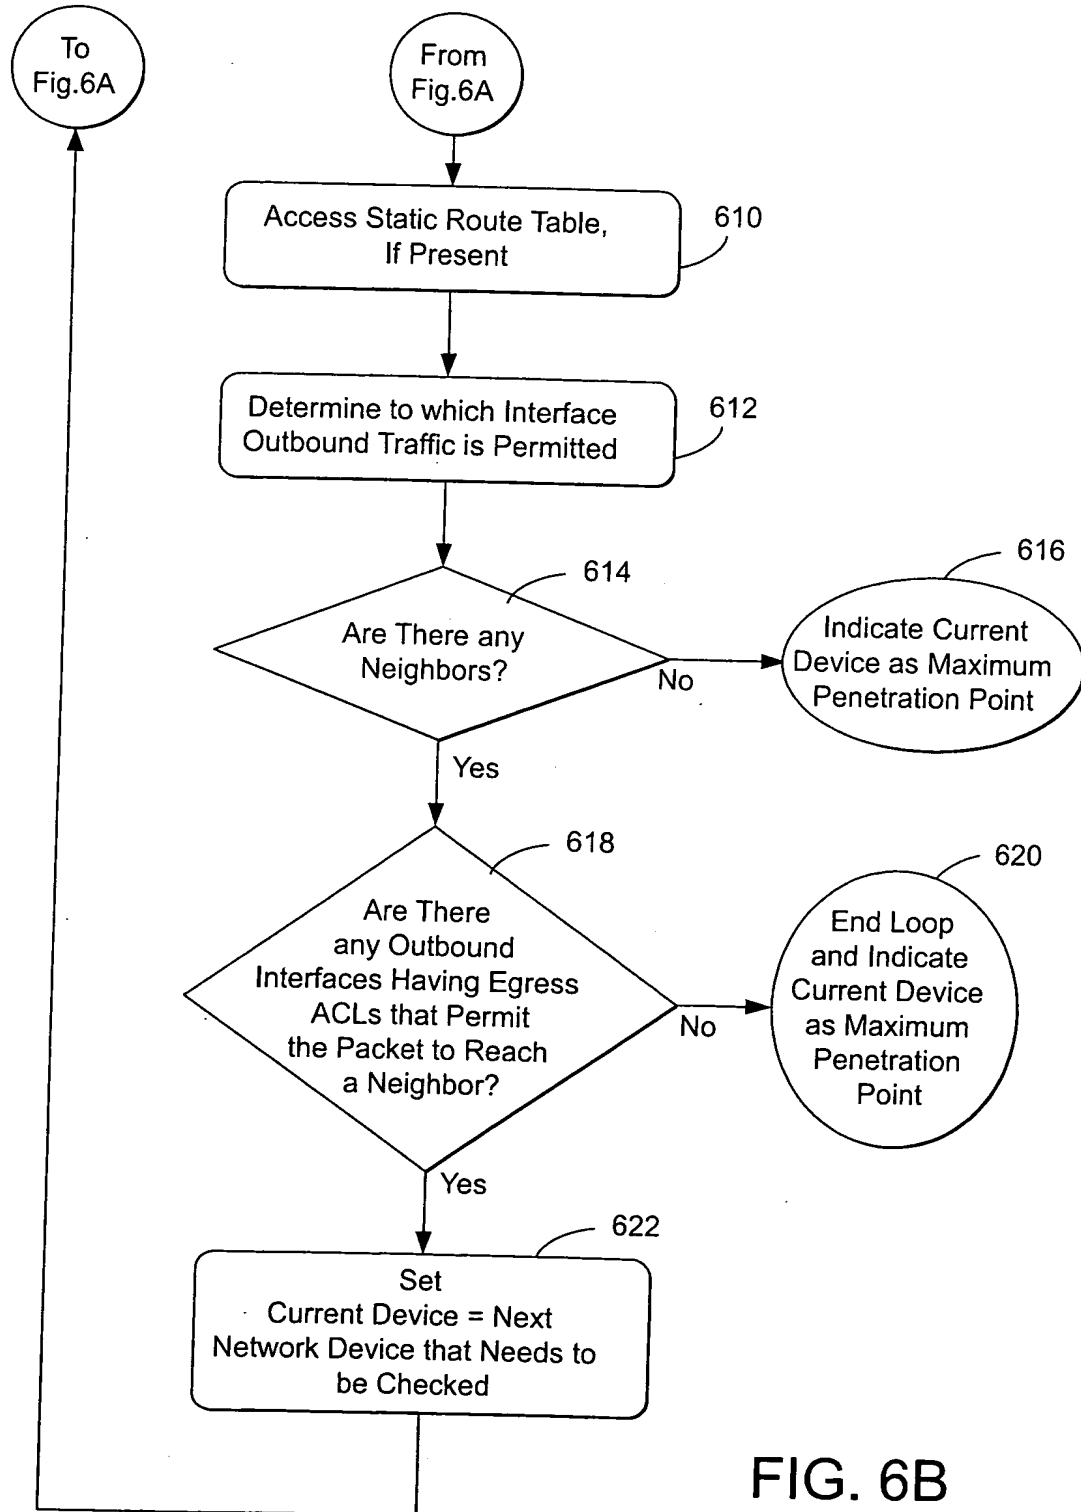 To
Fig.6A
From
Fig.6A
Access Static Route Table,
If Present
610
Determine to which Interface
Outbound Traffic is Permitted
612
614
Are There any
Neighbors?
No
616
Indicate Current
Device as Maximum
Penetration Point
Yes
618
Are There
any Outbound
Interfaces Having Egress
ACLs that Permit
the Packet to Reach
a Neighbor?
No
620
End Loop
and Indicate
Current Device
as Maximum
Penetration
Point
Yes
622
Set
Current Device = Next
Network Device that Needs to
be Checked
FIG. 6B